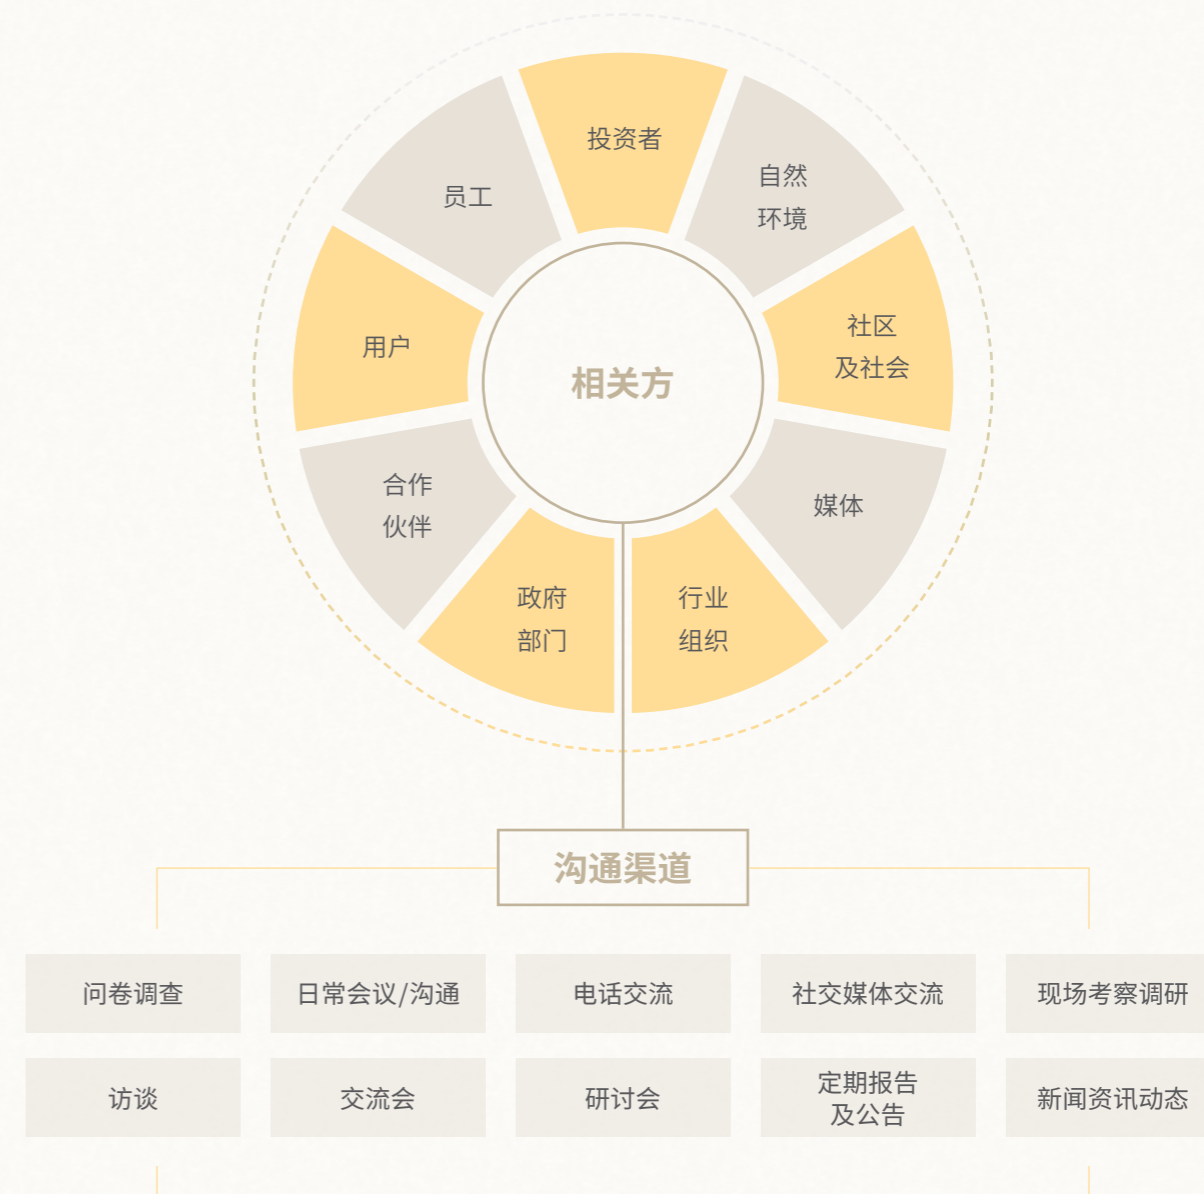 投资者
员工
自然
环境
用户
社区
及社会
相关方
合作
伙伴
媒体
政府
部门
行业
组织
沟通渠道
问卷调查
日常会议/沟通
电话交流
社交媒体交流
现场考察调研
访谈
交流会
研讨会
定期报告
及公告
新闻资讯动态